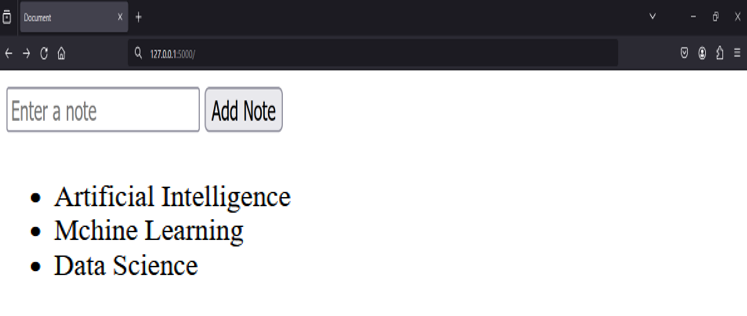 Document
127.0.0.1:5000/
Enter a note Add Note
Artificial Intelligence
Mchine Learning
Data Science